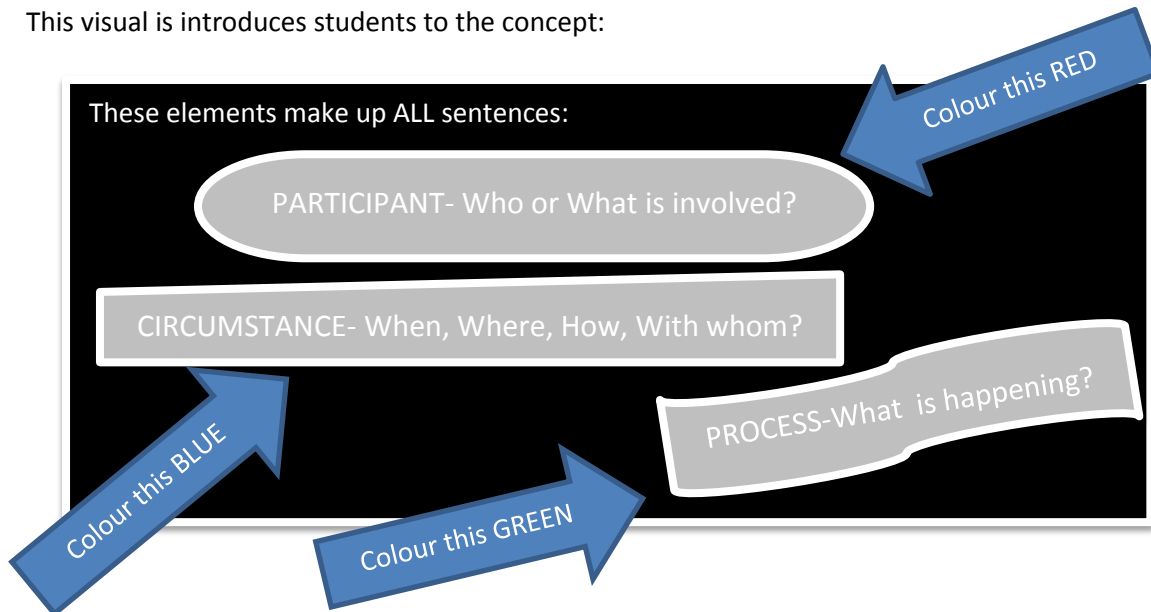 This visual is introduces students to the concept:
Colour this RED
These elements make up ALL sentences:
PARTICIPANT- Who or What is involved?
CIRCUMSTANCE- When, Where, How, With whom?
PROCESS-What  is happening?
Colour this BLUE
Colour this GREEN